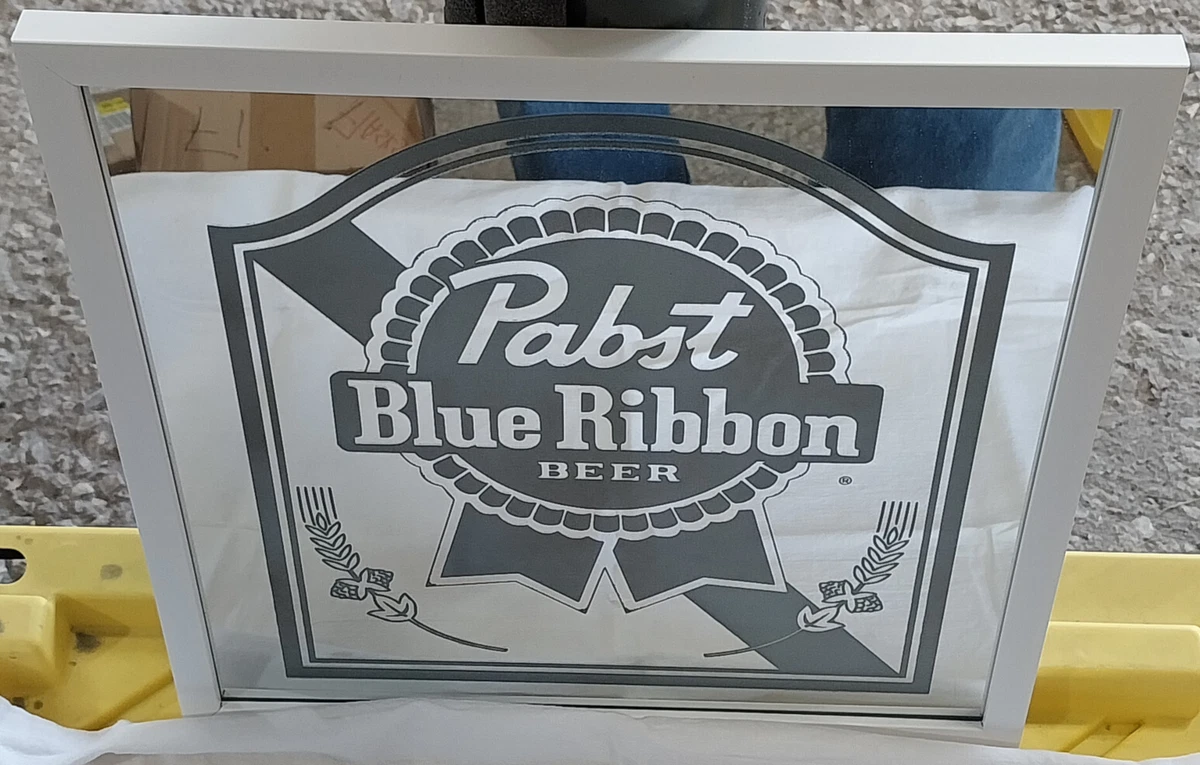 Pabst
Blue Ribbon
BEER
®